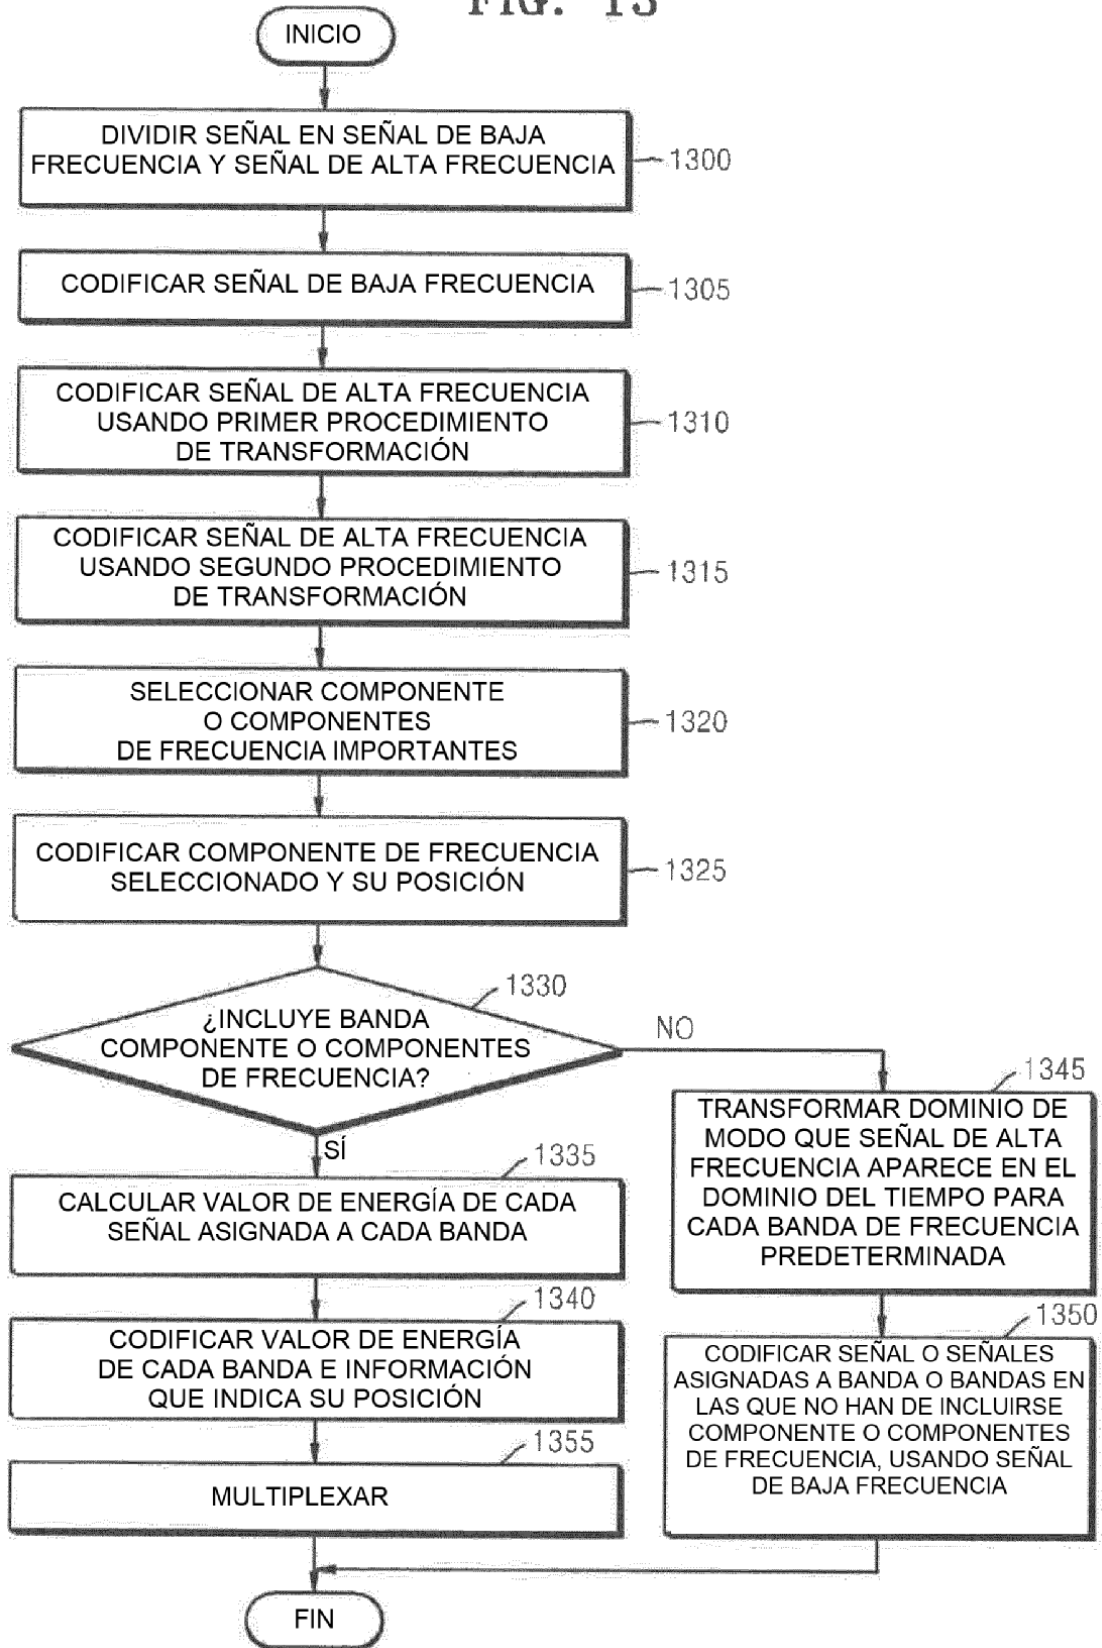 FIG. 13
INICIO
DIVIDIR SEÑAL EN SEÑAL DE BAJA
FRECUENCIA Y SEÑAL DE ALTA FRECUENCIA
1300
CODIFICAR SEÑAL DE BAJA FRECUENCIA
1305
CODIFICAR SEÑAL DE ALTA FRECUENCIA
USANDO PRIMER PROCEDIMIENTO
DE TRANSFORMACIÓN
1310
CODIFICAR SEÑAL DE ALTA FRECUENCIA
USANDO SEGUNDO PROCEDIMIENTO
DE TRANSFORMACIÓN
1315
SELECCIONAR COMPONENTE
O COMPONENTES
DE FRECUENCIA IMPORTANTES
1320
CODIFICAR COMPONENTE DE FRECUENCIA
SELECCIONADO Y SU POSICIÓN
1325
1330
¿INCLUYE BANDA
COMPONENTE O COMPONENTES
DE FRECUENCIA?
NO
SÍ
1335
CALCULAR VALOR DE ENERGÍA DE CADA
SEÑAL ASIGNADA A CADA BANDA
1340
CODIFICAR VALOR DE ENERGÍA
DE CADA BANDA E INFORMACIÓN
QUE INDICA SU POSICIÓN
1345
TRANSFORMAR DOMINIO DE
MODO QUE SEÑAL DE ALTA
FRECUENCIA APARECE EN EL
DOMINIO DEL TIEMPO PARA
CADA BANDA DE FRECUENCIA
PREDETERMINADA
1350
CODIFICAR SEÑAL O SEÑALES
ASIGNADAS A BANDA O BANDAS EN
LAS QUE NO HAN DE INCLUIRSE
COMPONENTE O COMPONENTES
DE FRECUENCIA, USANDO SEÑAL
DE BAJA FRECUENCIA
1355
MULTIPLEXAR
FIN